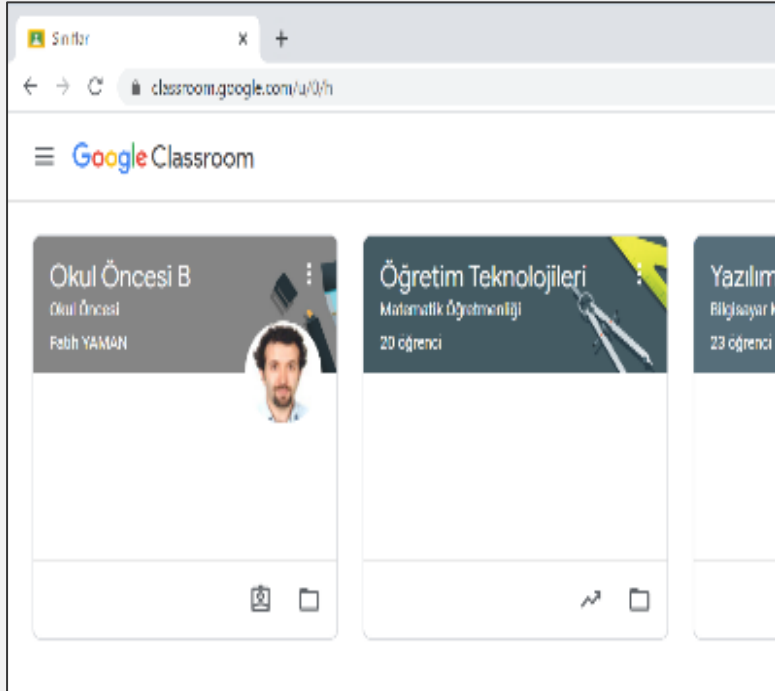 Sınıflar
classroom.google.com/u/0/h
Google Classroom
Okul Öncesi B
Okul Öncesi
Fatih YAMAN
Öğretim Teknolojileri
Matematik Öğretmenliği
20 öğrenci
Yazılım
Bilgisayar
23 öğrenci